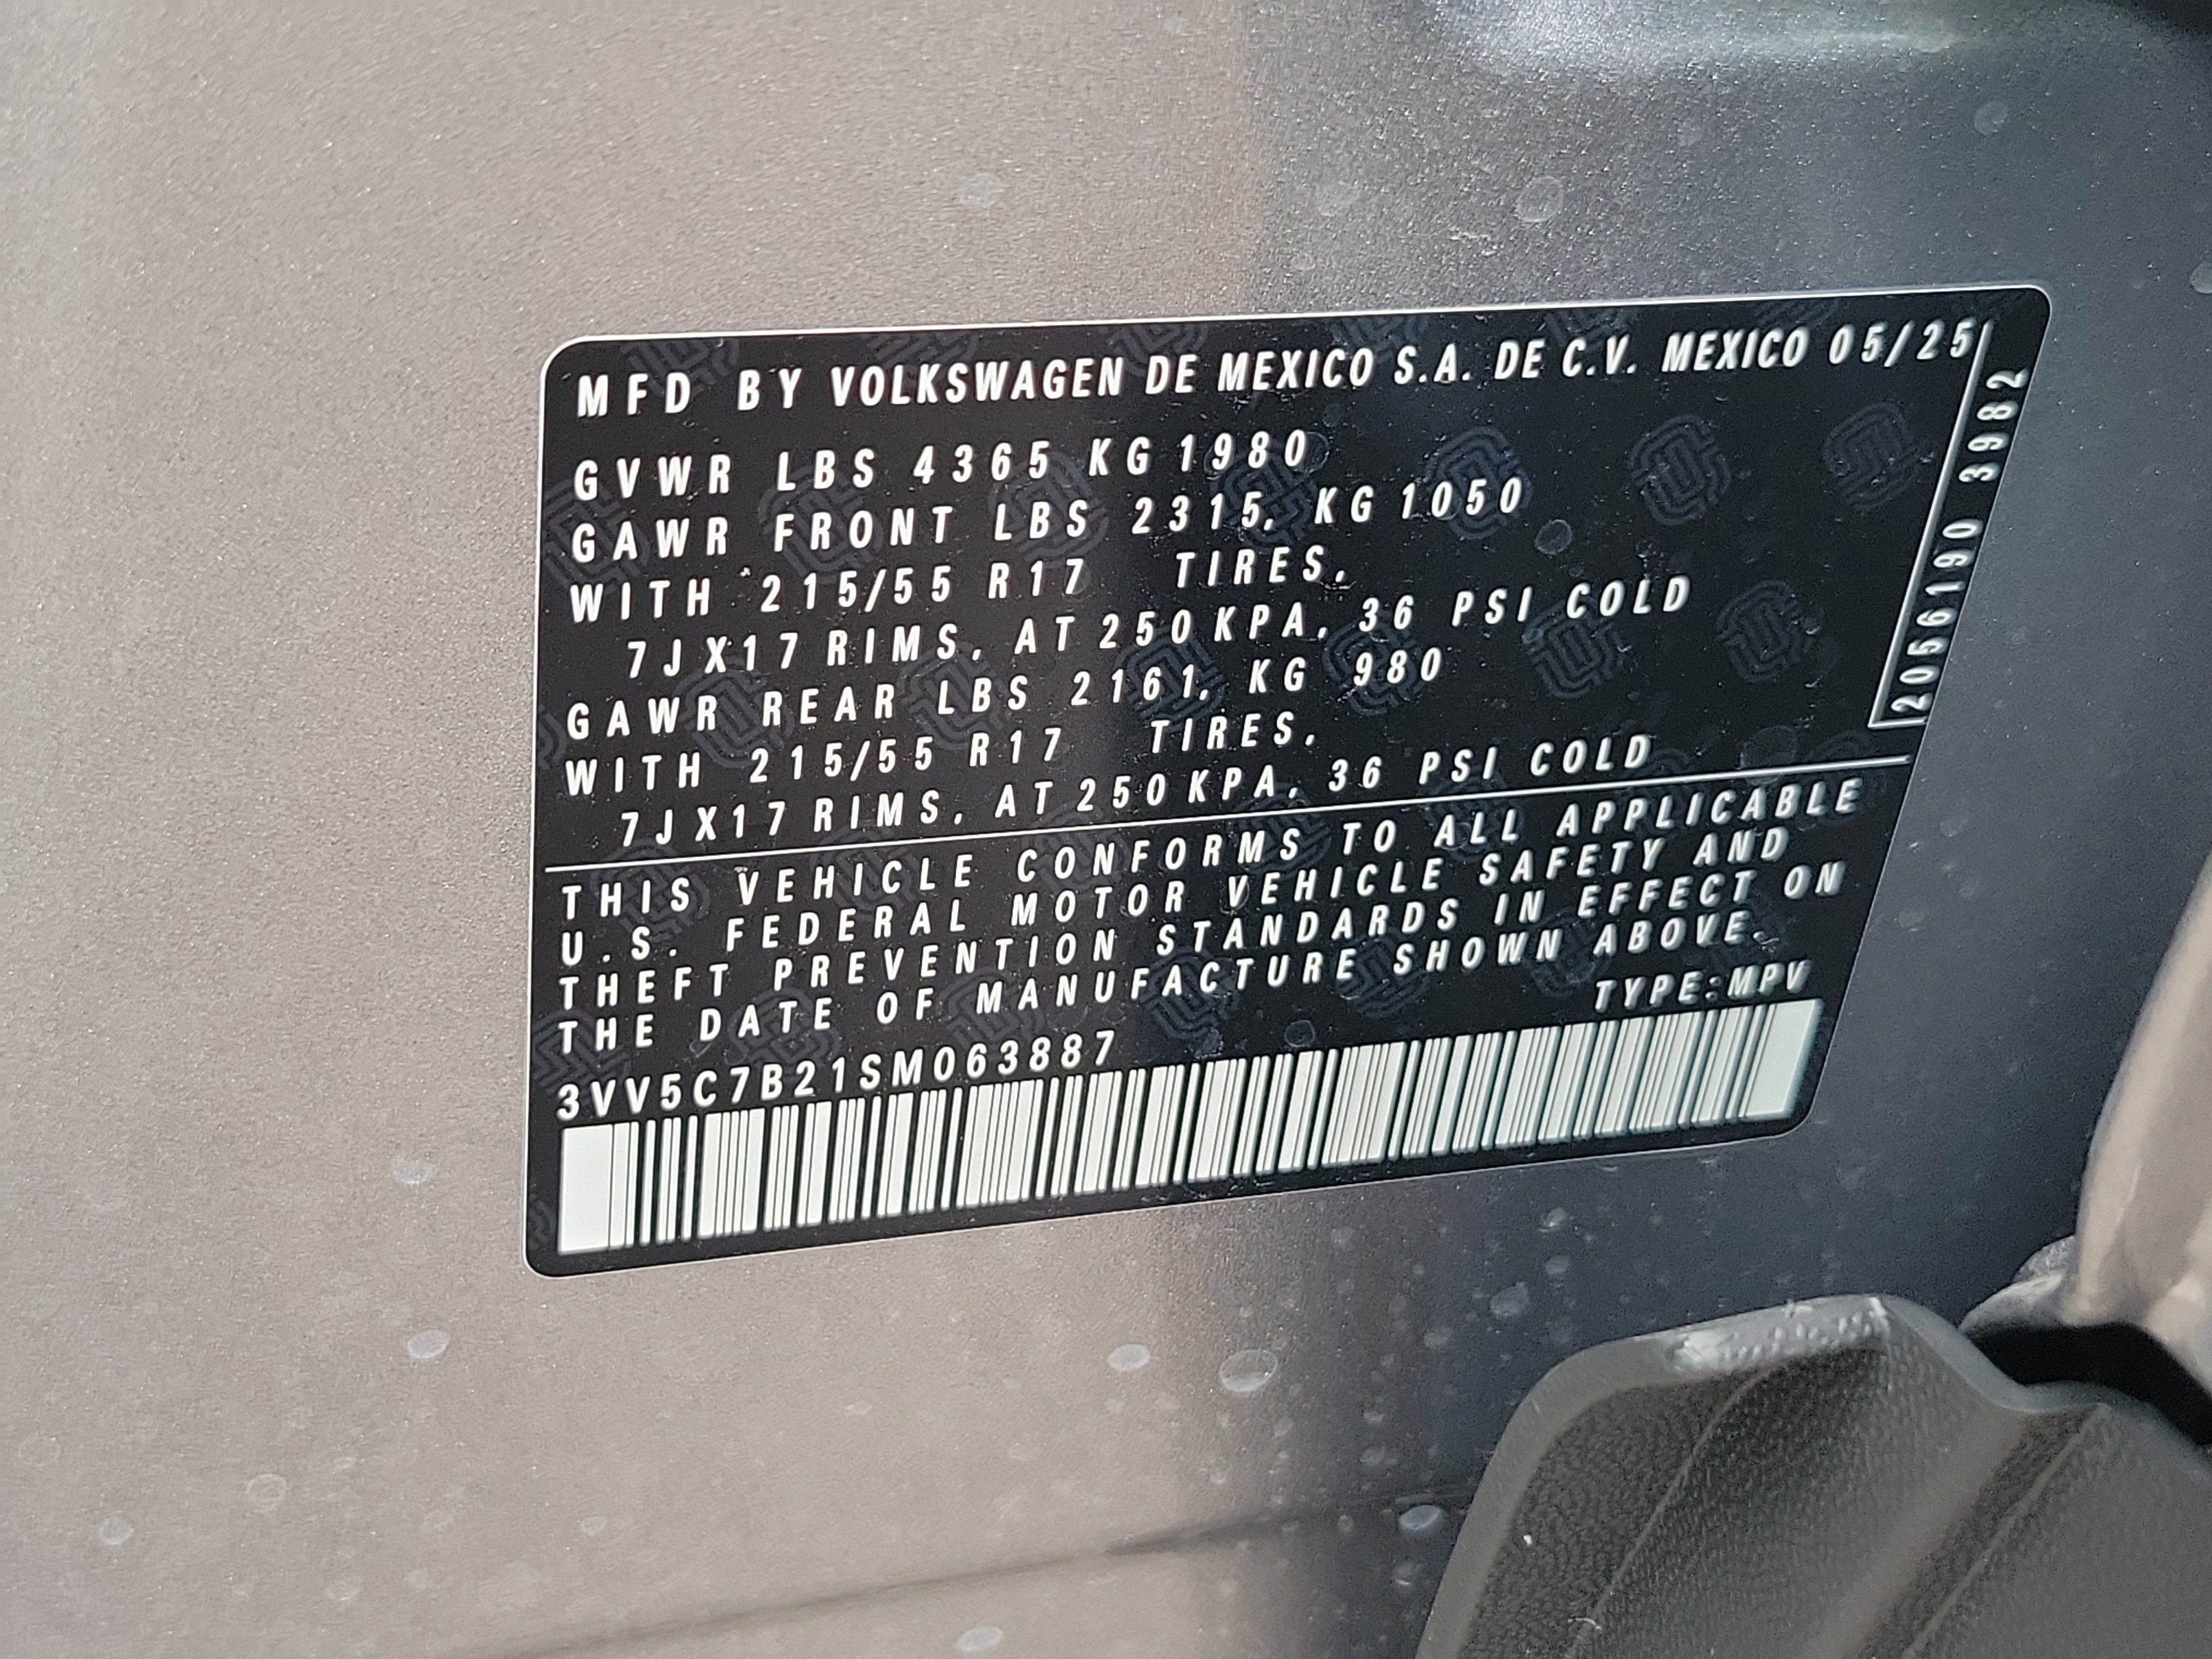 MFD BY VOLKSWAGEN DE MEXICO S.A. DE C.V. MEXICO 05/25
GVWR LBS 4365 KG 1980
GAWR FRONT LBS 2315, KG 1050
WITH 215/55 R17 TIRES,
7J X17 RIMS, AT 250 KPA, 36 PSI COLD
GAWR REAR LBS 2161, KG 980
WITH 215/55 R17 TIRES,
7J X17 RIMS, AT 250 KPA, 36 PSI COLD
2056190 3982
THIS VEHICLE CONFORMS TO ALL APPLICABLE
U.S. FEDERAL MOTOR VEHICLE SAFETY AND
THEFT PREVENTION STANDARDS IN EFFECT ON
THE DATE OF MANUFACTURE SHOWN ABOVE.
TYPE:MPV
3VV5C7B21SM063887